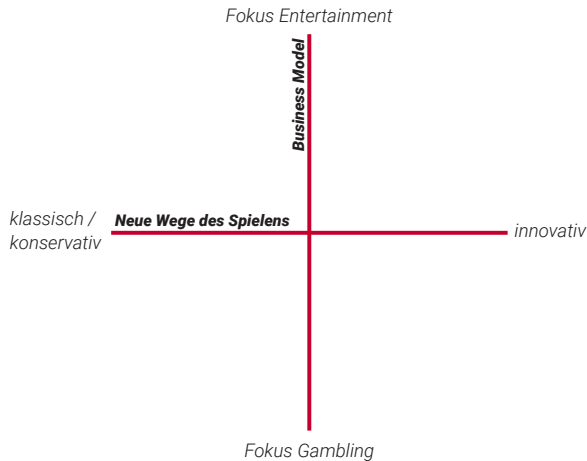 Fokus Entertainment
Business Model
klassisch /
konservativ
Neue Wege des Spielens
innovativ
Fokus Gambling